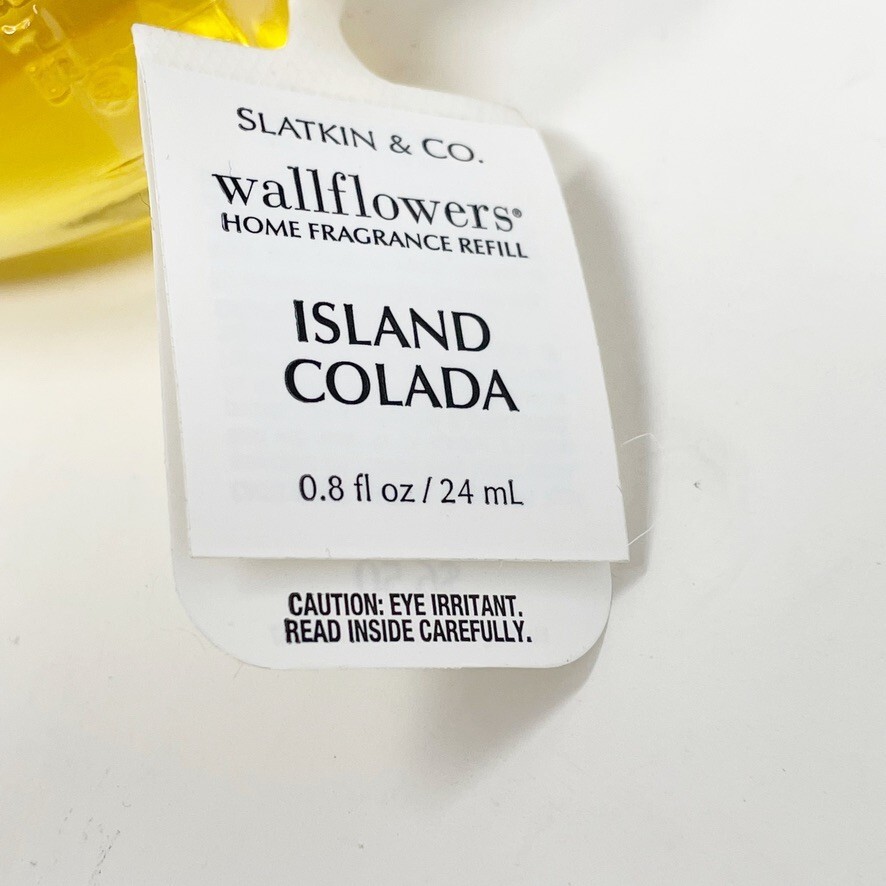 SLATKIN & CO.
wallflowers®
HOME FRAGRANCE REFILL
ISLAND
COLADA
0.8 fl oz / 24 mL
CAUTION: EYE IRRITANT.
READ INSIDE CAREFULLY.